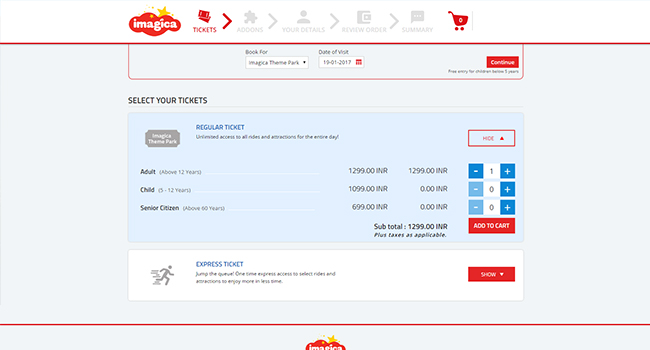 imagica
TICKETS
ADDONS
YOUR DETAILS
REVIEW ORDER
SUMMARY
0
Book For
Date of Visit
Imagica Theme Park
19-01-2017
Continue
Free entry for children below 5 years
SELECT YOUR TICKETS
Imagica
Theme Park
REGULAR TICKET
Unlimited access to all rides and attractions for the entire day!
HIDE
Adult (Above 12 Years) 1299.00 INR 1299.00 INR - 1 +
Child (5 - 12 Years) 1099.00 INR 0.00 INR - 0 +
Senior Citizen (Above 60 Years) 699.00 INR 0.00 INR - 0 +
Sub total : 1299.00 INR
Plus taxes as applicable.
ADD TO CART
EXPRESS TICKET
Jump the queue! One time express access to select rides and
attractions to enjoy more in less time.
SHOW
imagica